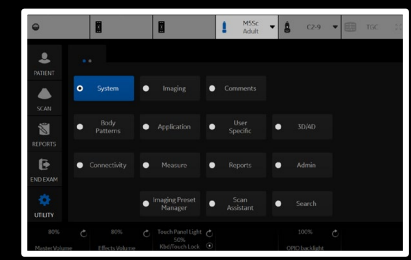 M5Sc
Adult
C2-9
TGC
PATIENT
System
Imaging
Comments
SCAN
Body
Patterns
Application
User
Specific
3D/4D
REPORTS
Connectivity
Measure
Reports
Admin
END EXAM
Imaging Preset
Manager
Scan
Assistant
Search
UTILITY
80%
80%
Touch Panel Light
50%
100%
Master Volume
Effects Volume
Kbd/Touch Lock
OPIO backlight